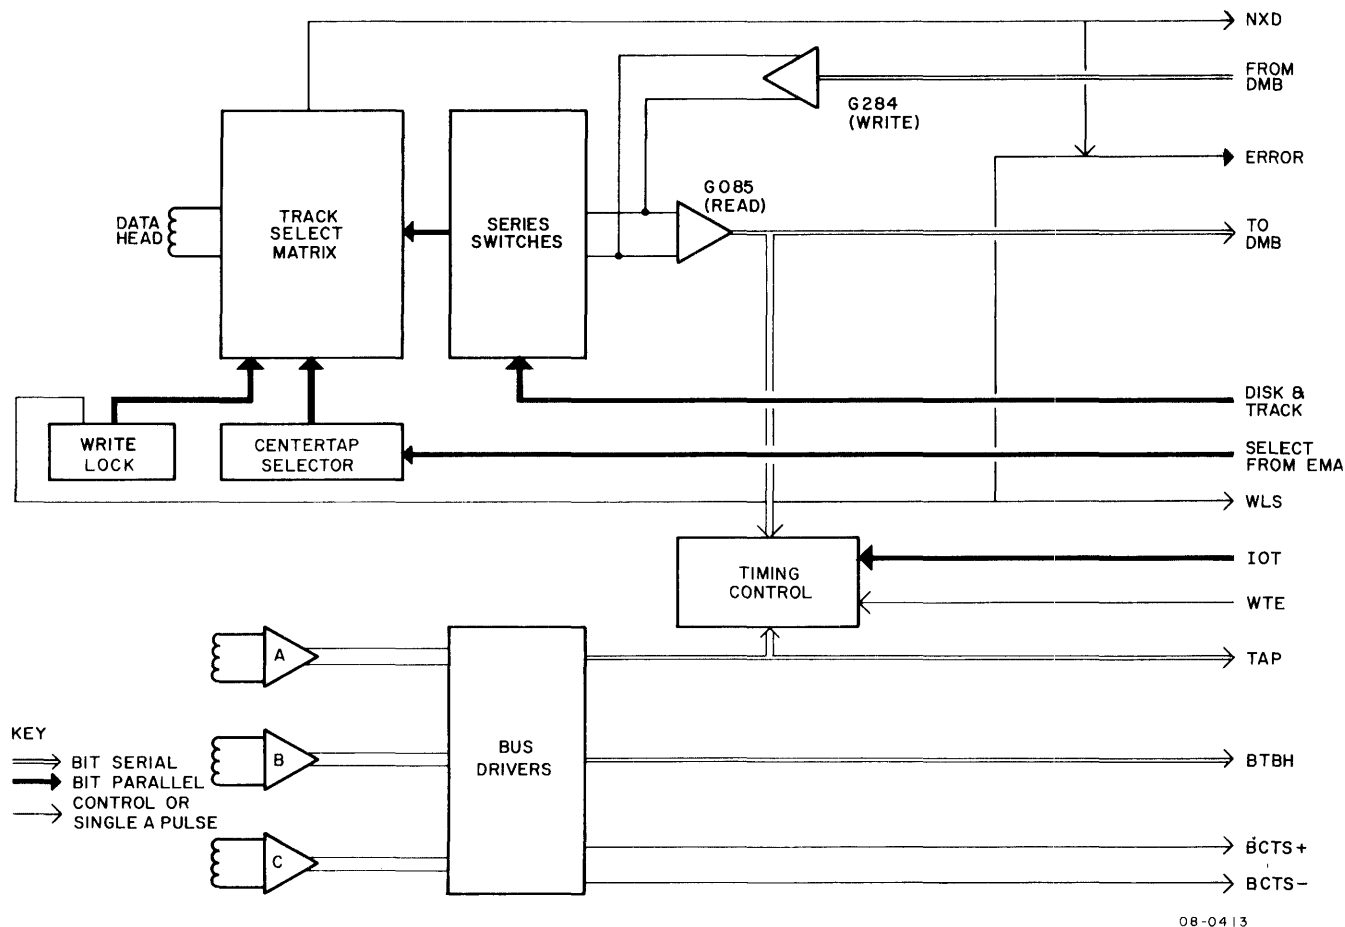 NXD
FROM
DMB
G284
(WRITE)
ERROR
G085
(READ)
DATA
HEAD
TRACK
SELECT
MATRIX
SERIES
SWITCHES
TO
DMB
DISK &
TRACK
WRITE
LOCK
CENTERTAP
SELECTOR
SELECT
FROM EMA
WLS
TIMING
CONTROL
IOT
WTE
A
TAP
KEY
BIT SERIAL
BIT PARALLEL
CONTROL OR
SINGLE A PULSE
B
BUS
DRIVERS
BTBH
C
BCTS+
BCTS-
08-0413